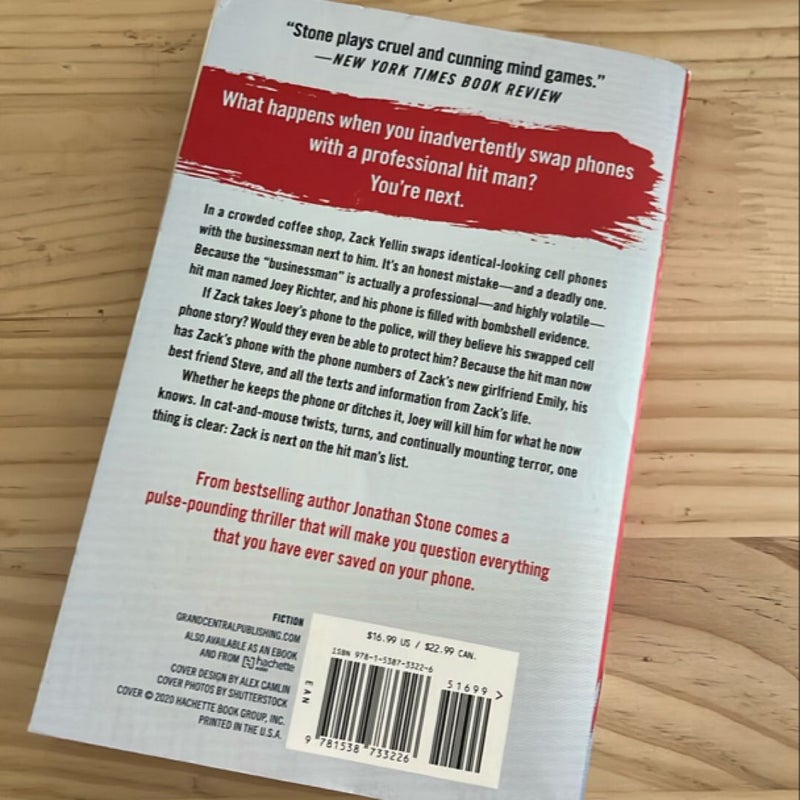 “Stone plays cruel and cunning mind games.”
—NEW YORK TIMES BOOK REVIEW
What happens when you inadvertently swap phones
with a professional hit man?
You’re next.
In a crowded coffee shop, Zack Yellin swaps identical-looking cell phones
with the businessman next to him. It’s an honest mistake—and a deadly one.
Because the “businessman” is actually a professional—and highly volatile—
hit man named Joey Richter, and his phone is filled with bombshell evidence.
If Zack takes Joey’s phone to the police, will they believe his swapped cell
phone story? Would they even be able to protect him? Because the hit man now
has Zack’s phone with the phone numbers of Zack’s new girlfriend Emily, his
best friend Steve, and all the texts and information from Zack’s life.
Whether he keeps the phone or ditches it, Joey will kill him for what he now
knows. In cat-and-mouse twists, turns, and continually mounting terror, one
thing is clear: Zack is next on the hit man’s list.
From bestselling author Jonathan Stone comes a
pulse-pounding thriller that will make you question everything
that you have ever saved on your phone.
FICTION
GRANDCENTRALPUBLISHING.COM
ALSO AVAILABLE AS AN EBOOK
AND FROM hachette
COVER DESIGN BY ALEX CAMLIN
COVER PHOTOS BY SHUTTERSTOCK
COVER © 2020 HACHETTE BOOK GROUP, INC.
PRINTED IN THE U.S.A.
$16.99 US / $22.99 CAN.
ISBN 978-1-5387-3322-6
51699 >
EAN
9 781538 733226